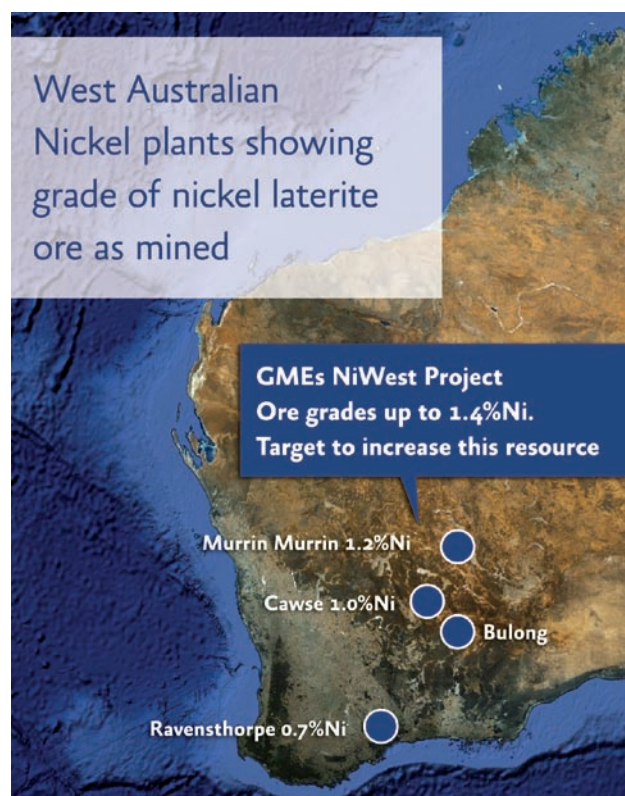 West Australian
Nickel plants showing
grade of nickel laterite
ore as mined
GMEs NiWest Project
Ore grades up to 1.4%Ni.
Target to increase this resource
Murrin Murrin 1.2%Ni
Cawse 1.0%Ni
Bulong
Ravensthorpe 0.7%Ni